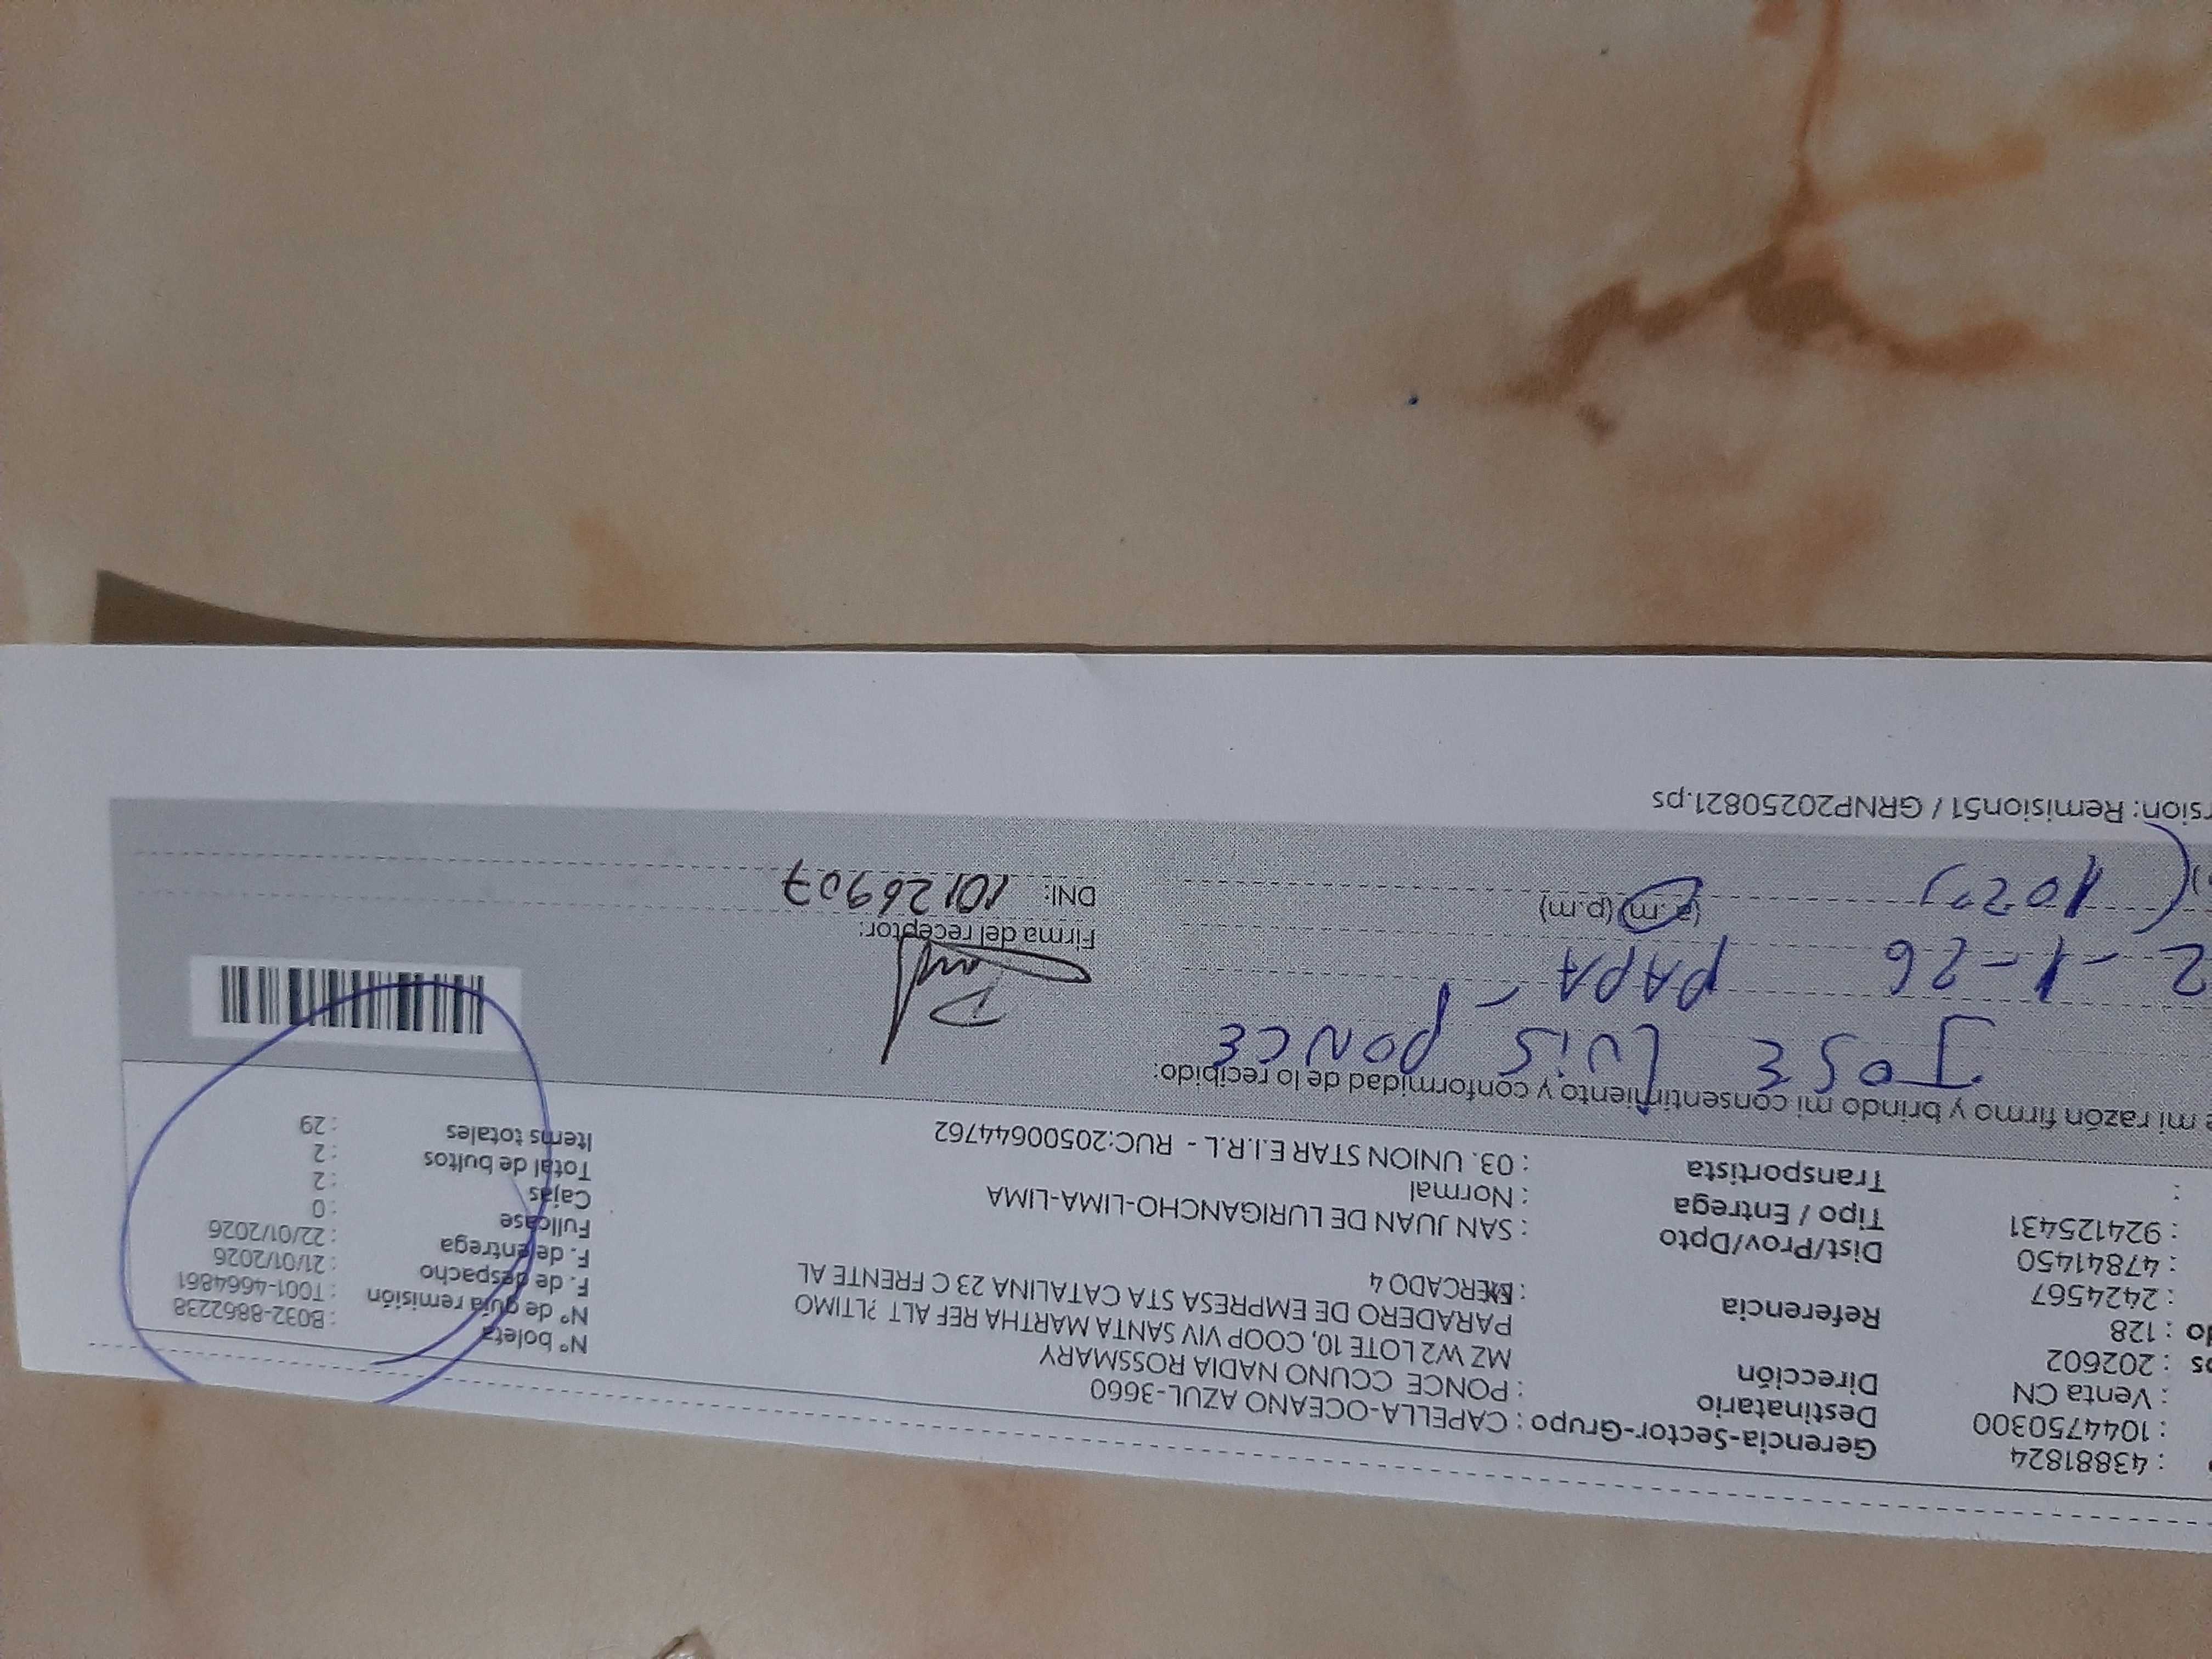 : 43881824 Gerencia-Sector-Grupo : CAPELLA-OCEANO AZUL-3660
: 1044750300 Destinatario : PONCE CCUNO NADIA ROSSMARY Nº boleta : B032-8862238
: Venta CN Dirección MZ W2 LOTE 10, COOP VIV SANTA MARTHA REF ALT ?LTIMO Nº de guía remisión : T001-4664861
os : 202602 PARADERO DE EMPRESA STA CATALINA 23 C FRENTE AL F. de despacho : 21/01/2026
do : 128 Referencia : MERCADO 4 F. de entrega : 22/01/2026
: 2424567 Dist/Prov/Dpto : SAN JUAN DE LURIGANCHO-LIMA-LIMA Fullcase : 0
: 47841450 Tipo / Entrega : Normal Cajas : 2
: 924125431 Transportista : 03. UNION STAR E.I.R.L - RUC:20500644762 Total de bultos : 2
: Items totales : 29
e mi razón firmo y brindo mi consentimiento y conformidad de lo recibido:
JOSE LUIS PONCE
2-1-26 PAPA
Firma del receptor:
(a.m) (p.m)
DNI: 10126907
rsion: Remision51 / GRNP20250821.ps